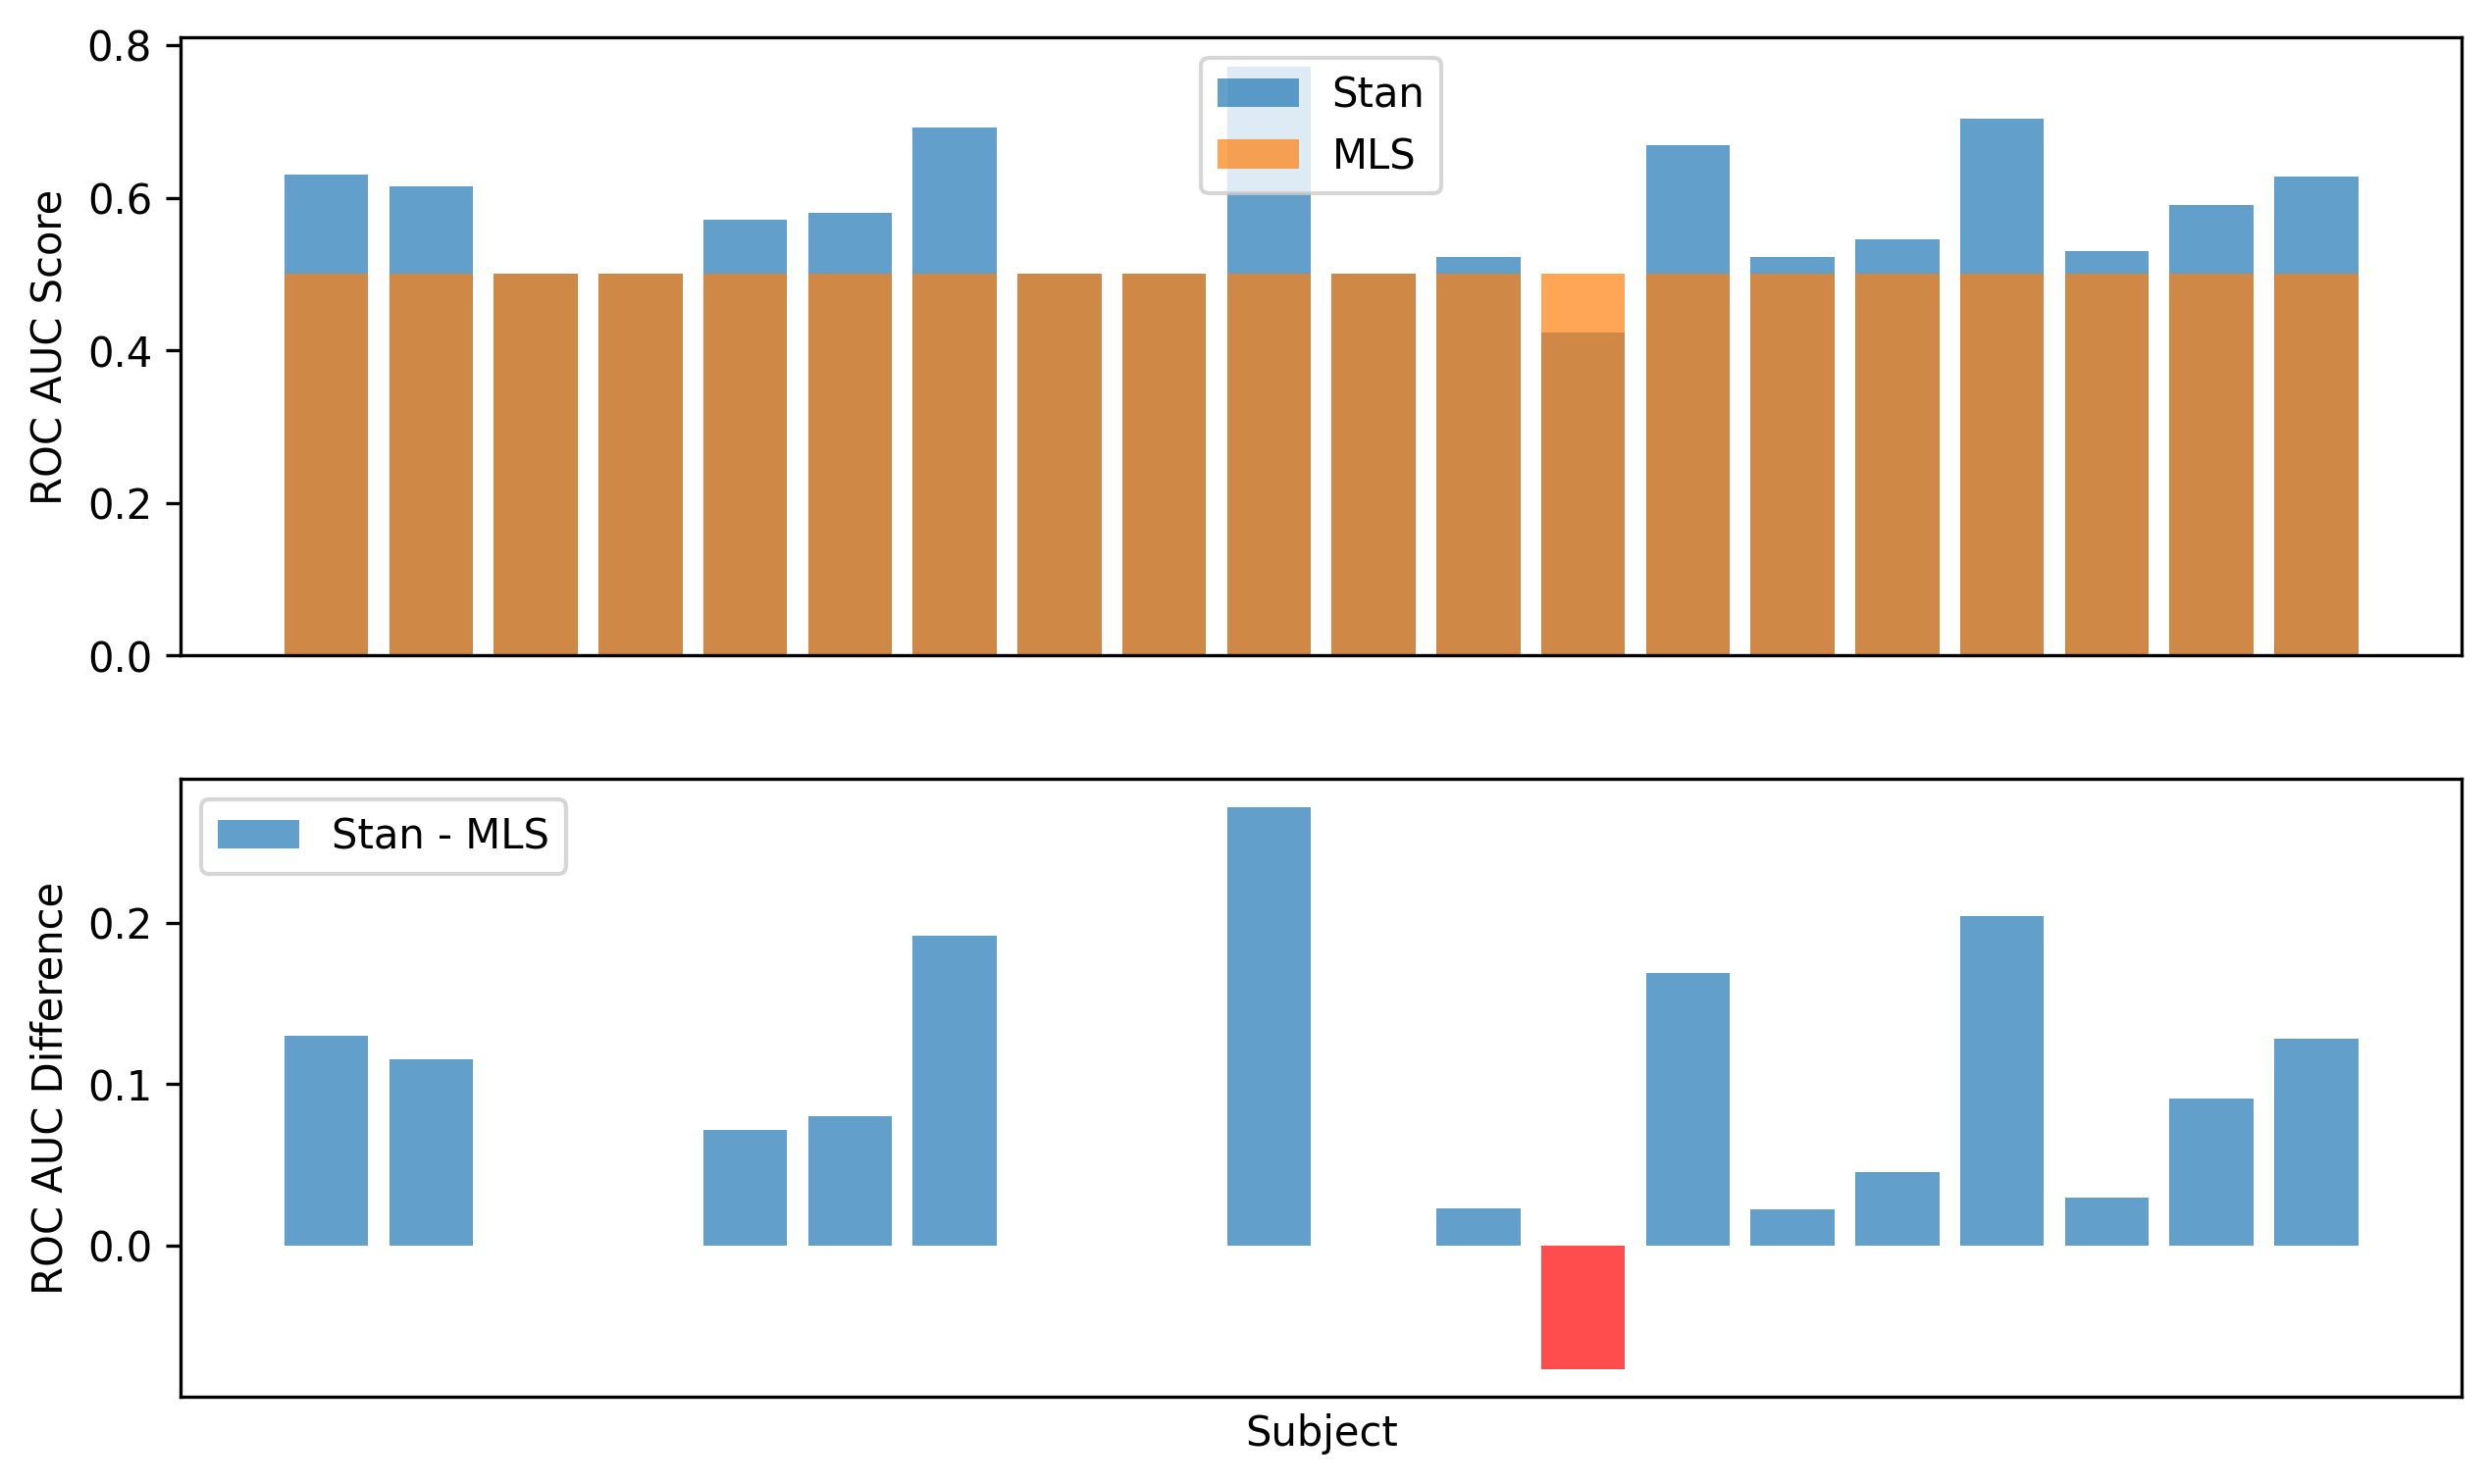 ROC AUC Score
0.8
0.6
0.4
0.2
0.0
Stan
MLS
ROC AUC Difference
0.2
0.1
0.0
Stan - MLS
Subject